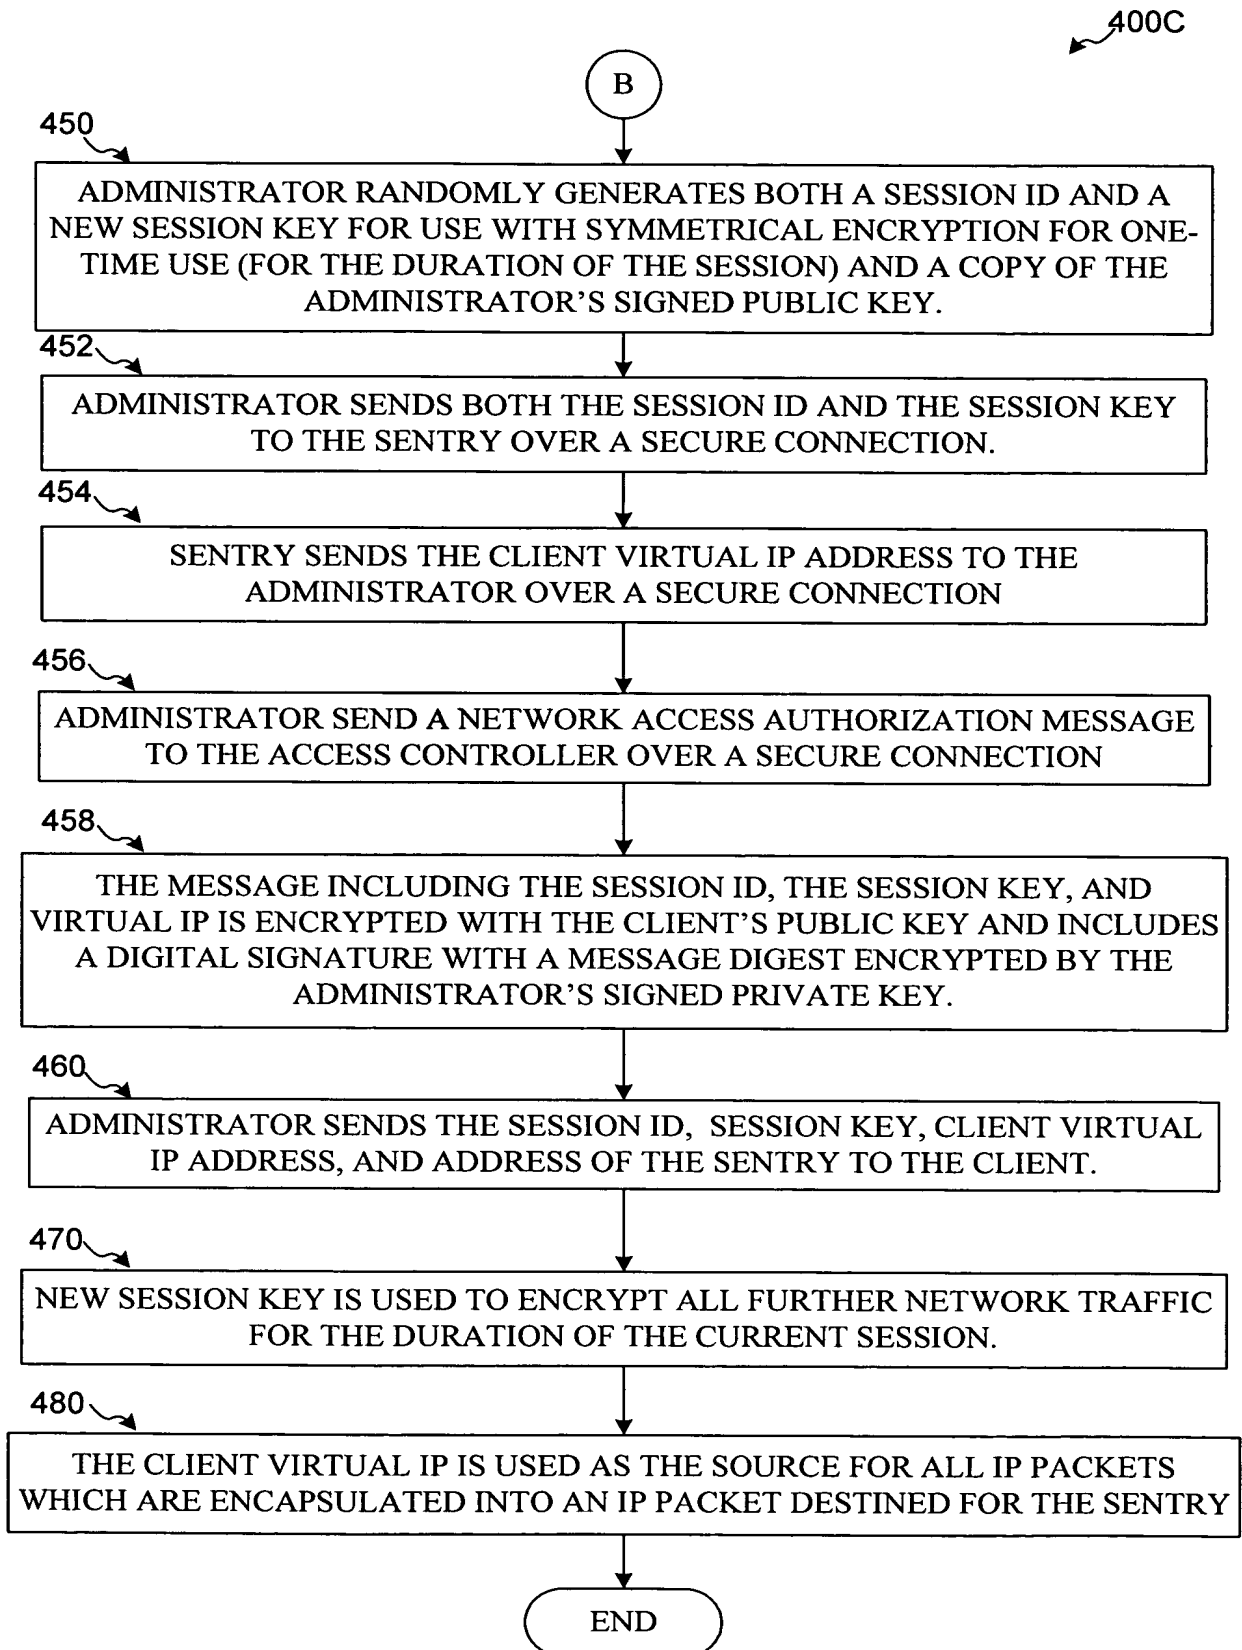 400C
B
450
ADMINISTRATOR RANDOMLY GENERATES BOTH A SESSION ID AND A
NEW SESSION KEY FOR USE WITH SYMMETRICAL ENCRYPTION FOR ONE-
TIME USE (FOR THE DURATION OF THE SESSION) AND A COPY OF THE
ADMINISTRATOR'S SIGNED PUBLIC KEY.
452
ADMINISTRATOR SENDS BOTH THE SESSION ID AND THE SESSION KEY
TO THE SENTRY OVER A SECURE CONNECTION.
454
SENTRY SENDS THE CLIENT VIRTUAL IP ADDRESS TO THE
ADMINISTRATOR OVER A SECURE CONNECTION
456
ADMINISTRATOR SEND A NETWORK ACCESS AUTHORIZATION MESSAGE
TO THE ACCESS CONTROLLER OVER A SECURE CONNECTION
458
THE MESSAGE INCLUDING THE SESSION ID, THE SESSION KEY, AND
VIRTUAL IP IS ENCRYPTED WITH THE CLIENT'S PUBLIC KEY AND INCLUDES
A DIGITAL SIGNATURE WITH A MESSAGE DIGEST ENCRYPTED BY THE
ADMINISTRATOR'S SIGNED PRIVATE KEY.
460
ADMINISTRATOR SENDS THE SESSION ID, SESSION KEY, CLIENT VIRTUAL
IP ADDRESS, AND ADDRESS OF THE SENTRY TO THE CLIENT.
470
NEW SESSION KEY IS USED TO ENCRYPT ALL FURTHER NETWORK TRAFFIC
FOR THE DURATION OF THE CURRENT SESSION.
480
THE CLIENT VIRTUAL IP IS USED AS THE SOURCE FOR ALL IP PACKETS
WHICH ARE ENCAPSULATED INTO AN IP PACKET DESTINED FOR THE SENTRY
END